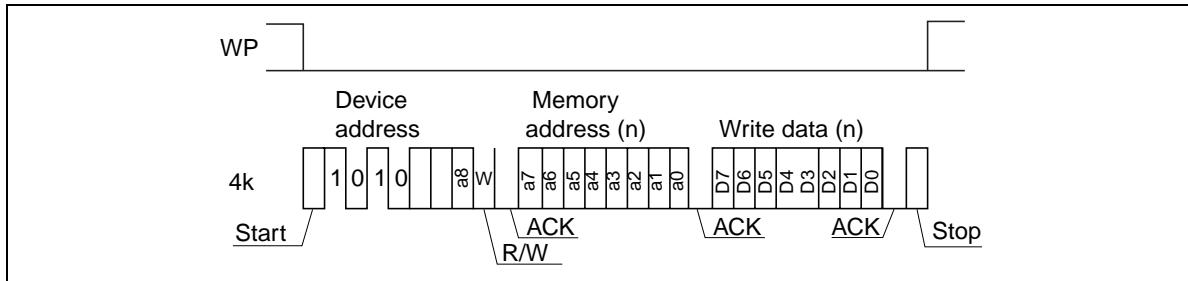 WP
Device
address
Memory
address (n)
Write data (n)
4k
1 0 1 0 a8 W a7 a6 a5 a4 a3 a2 a1 a0 D7 D6 D5 D4 D3 D2 D1 D0
Start
ACK
R/W
ACK
ACK
Stop